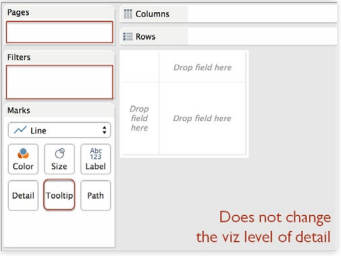 Pages
Columns
Rows
Filters
Drop field here
Drop
field
here
Drop field here
Marks
Line
Color Size Abc 123 Label
Detail Tooltip Path
Does not change
the viz level of detail